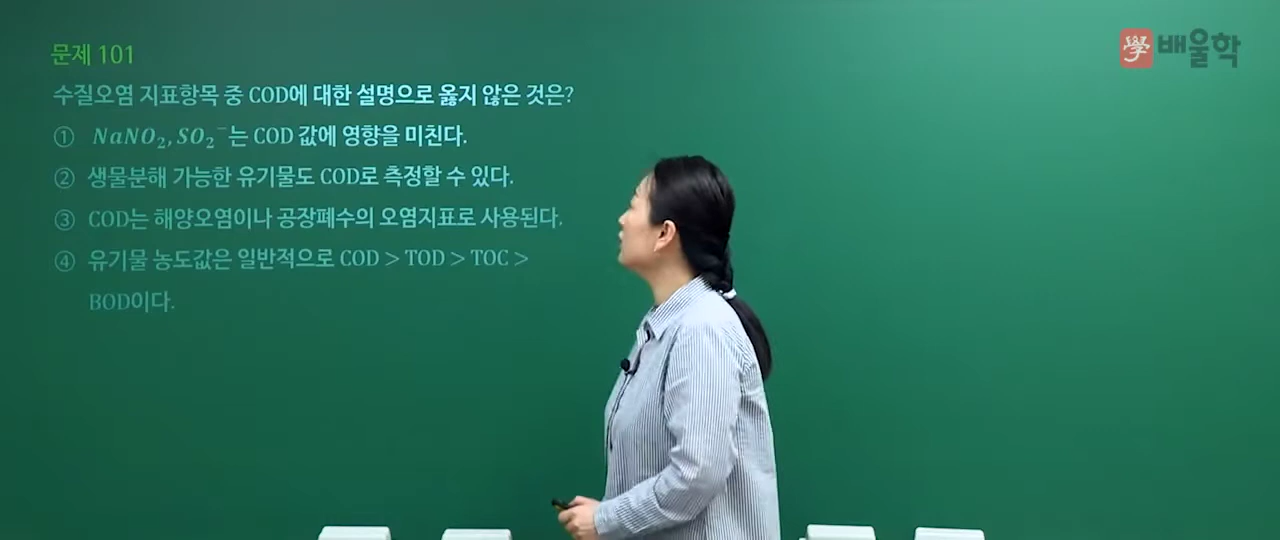 學 배울학
문제 101
수질오염 지표항목 중 COD에 대한 설명으로 옳지 않은 것은?
① NaNO₂, SO₂⁻는 COD 값에 영향을 미친다.
② 생물분해 가능한 유기물도 COD로 측정할 수 있다.
③ COD는 해양오염이나 공장폐수의 오염지표로 사용된다.
④ 유기물 농도값은 일반적으로 COD > TOD > TOC >
BOD이다.